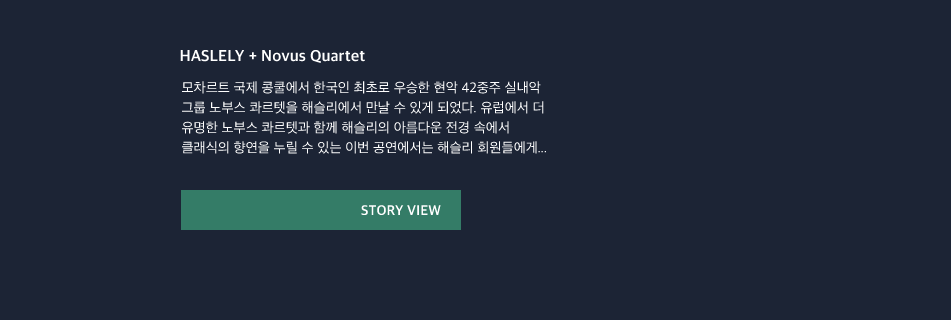 HASLELY + Novus Quartet
모차르트 국제 콩쿨에서 한국인 최초로 우승한 현악 42중주 실내악
그룹 노부스 콰르텟을 해슬리에서 만날 수 있게 되었다. 유럽에서 더
유명한 노부스 콰르텟과 함께 해슬리의 아름다운 전경 속에서
클래식의 향연을 누릴 수 있는 이번 공연에서는 해슬리 회원들에게...
STORY VIEW